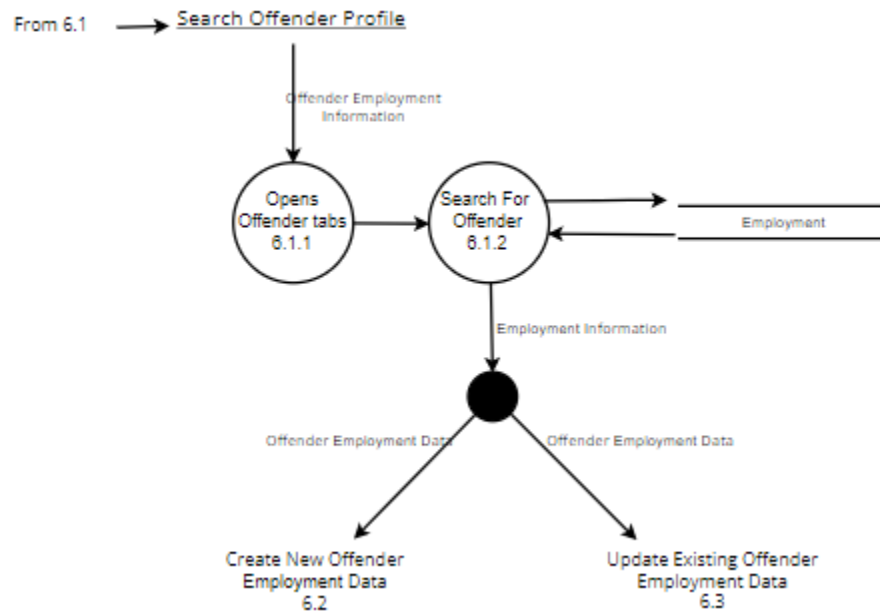 From 6.1
Search Offender Profile
Offender Employment
Information
Opens
Offender tabs
6.1.1
Search For
Offender
6.1.2
Employment
Employment Information
Offender Employment Data
Offender Employment Data
Create New Offender
Employment Data
6.2
Update Existing Offender
Employment Data
6.3